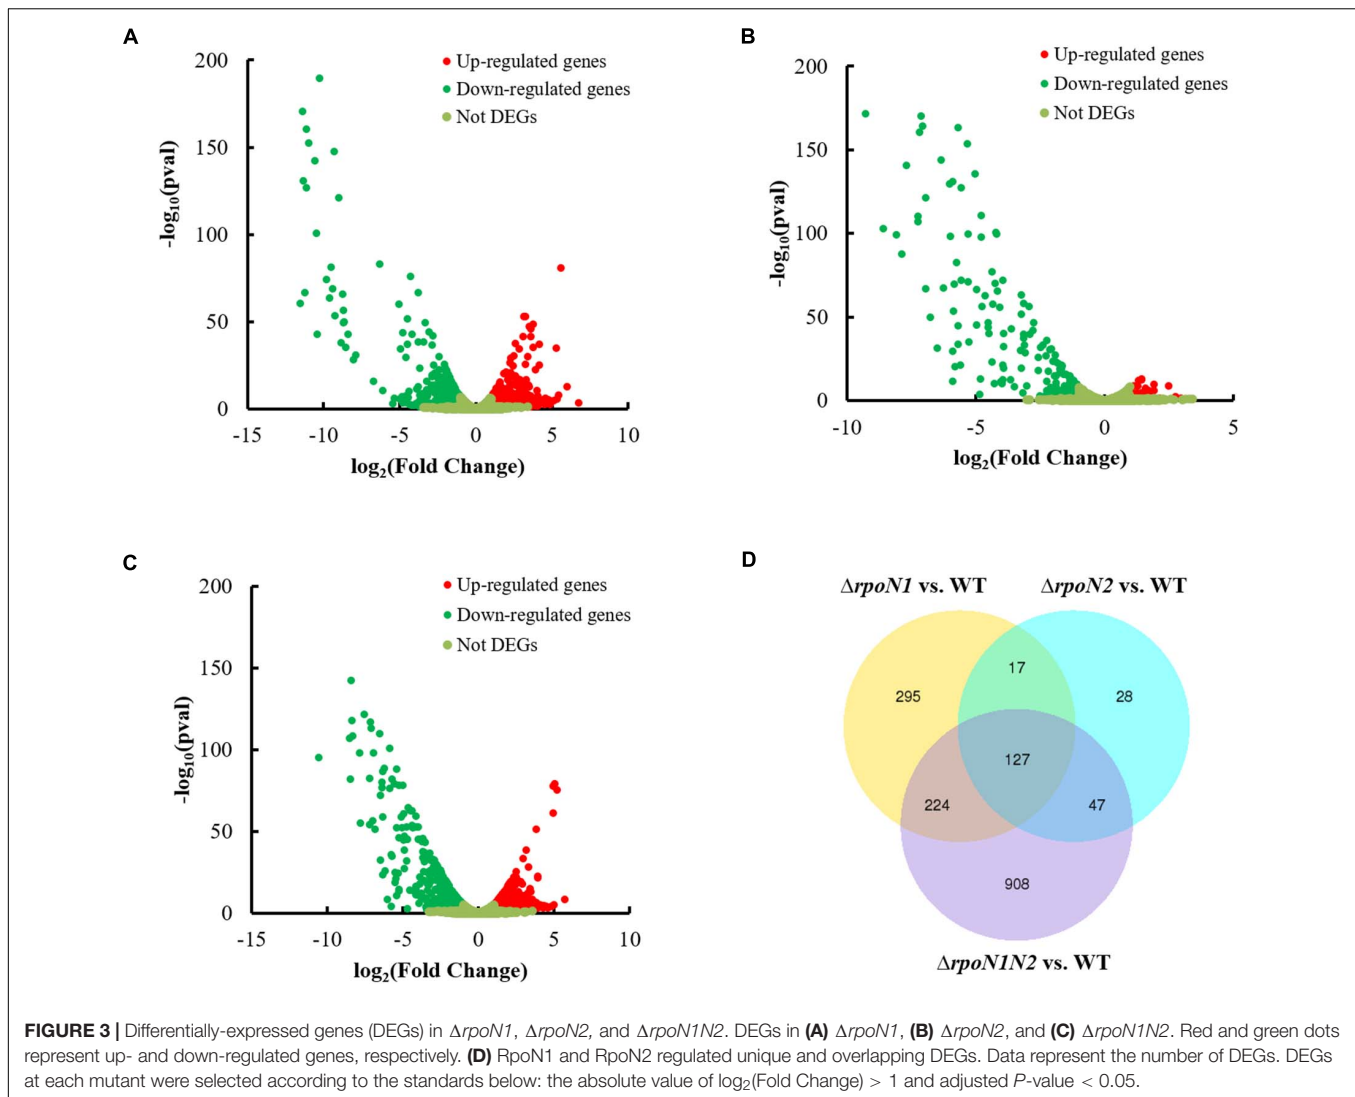 A
200
150
100
50
0
-15
-10
-5
0
5
10
-log10(pval)
log2(Fold Change)
Up-regulated genes
Down-regulated genes
Not DEGs
B
200
150
100
50
0
-10
-5
0
5
-log10(pval)
log2(Fold Change)
Up-regulated genes
Down-regulated genes
Not DEGs
C
200
150
100
50
0
-15
-10
-5
0
5
10
-log10(pval)
log2(Fold Change)
Up-regulated genes
Down-regulated genes
Not DEGs
D
ΔrpoN1 vs. WT
ΔrpoN2 vs. WT
17
295
28
127
224
47
908
ΔrpoN1N2 vs. WT
FIGURE 3 | Differentially-expressed genes (DEGs) in ΔrpoN1, ΔrpoN2, and ΔrpoN1N2. DEGs in (A) ΔrpoN1, (B) ΔrpoN2, and (C) ΔrpoN1N2. Red and green dots
represent up- and down-regulated genes, respectively. (D) RpoN1 and RpoN2 regulated unique and overlapping DEGs. Data represent the number of DEGs. DEGs
at each mutant were selected according to the standards below: the absolute value of log2(Fold Change) > 1 and adjusted P-value < 0.05.